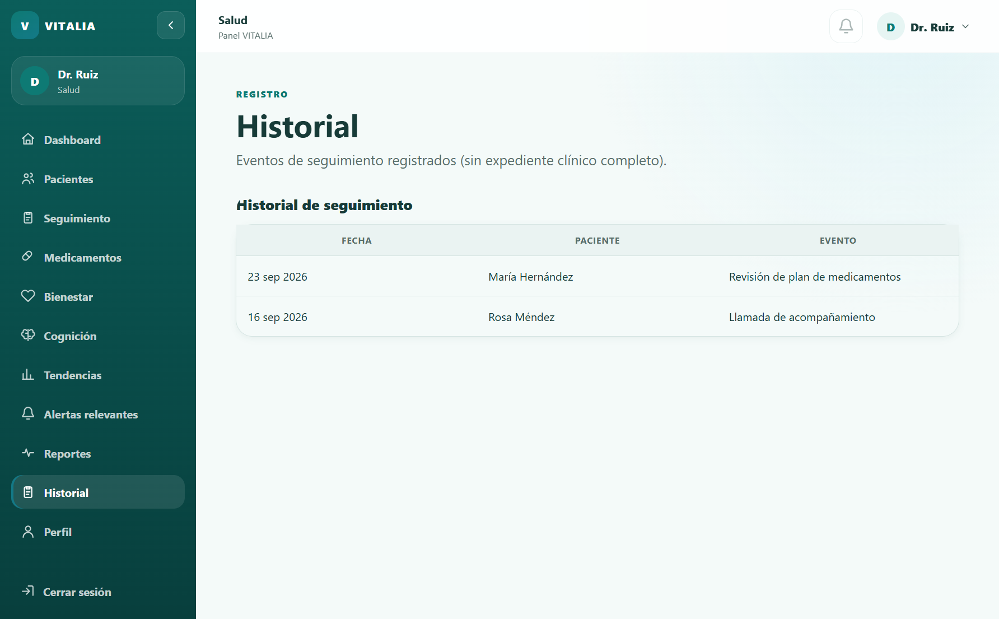 V VITALIA
D Dr. Ruiz
Salud
Dashboard
Pacientes
Seguimiento
Medicamentos
Bienestar
Cognición
Tendencias
Alertas relevantes
Reportes
Historial
Perfil
Cerrar sesión
Salud
Panel VITALIA
D Dr. Ruiz
REGISTRO
Historial
Eventos de seguimiento registrados (sin expediente clínico completo).
Historial de seguimiento
FECHA PACIENTE EVENTO
23 sep 2026 María Hernández Revisión de plan de medicamentos
16 sep 2026 Rosa Méndez Llamada de acompañamiento